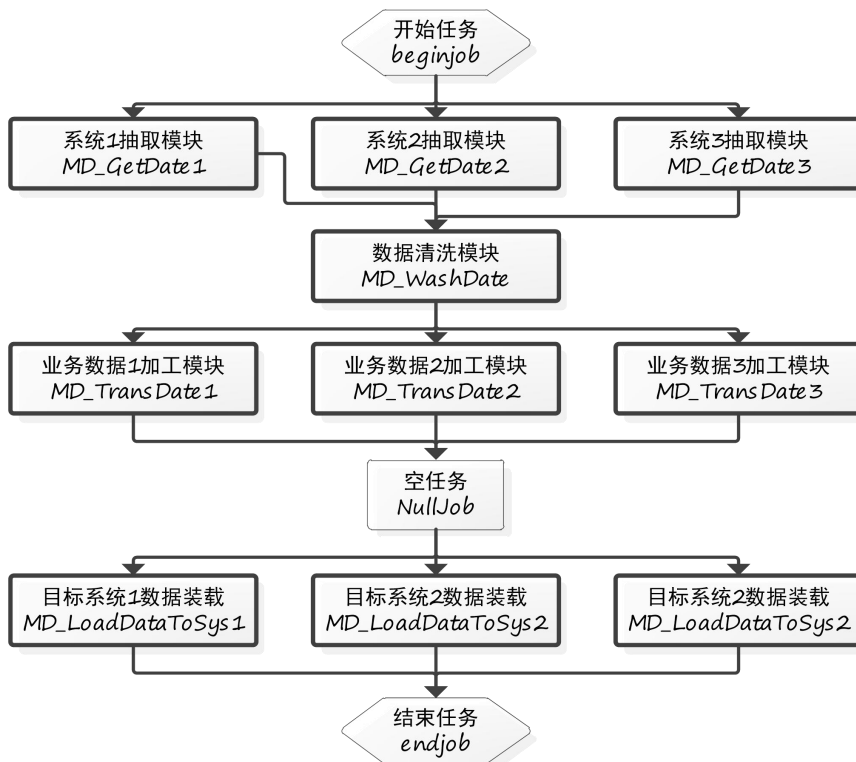 开始任务
beginjob
系统1抽取模块
MD_GetDate1
系统2抽取模块
MD_GetDate2
系统3抽取模块
MD_GetDate3
数据清洗模块
MD_WashDate
业务数据1加工模块
MD_TransDate1
业务数据2加工模块
MD_TransDate2
业务数据3加工模块
MD_TransDate3
空任务
NullJob
目标系统1数据装载
MD_LoadDataToSys1
目标系统2数据装载
MD_LoadDataToSys2
目标系统2数据装载
MD_LoadDataToSys2
结束任务
endjob